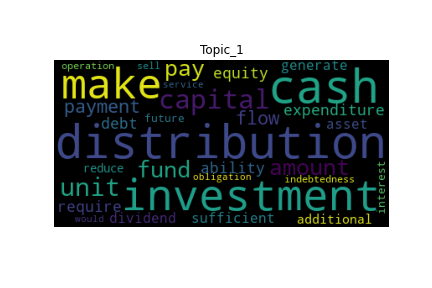 Topic_1
operation sell pay equity generate
make service cash
payment capital flow expenditure
debt future asset
distribution
reduce fund ability amount
unit obligation indebtedness interest
require investment
would dividend sufficient additional